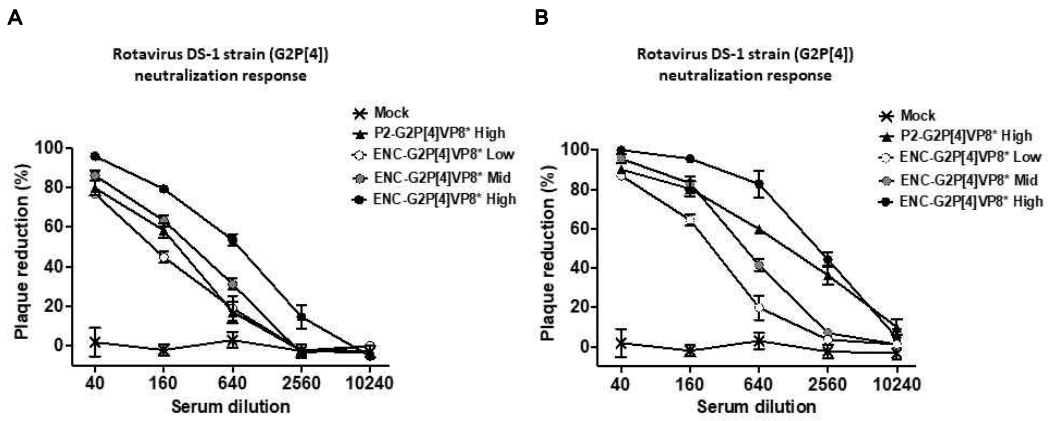 A
Rotavirus DS-1 strain (G2P[4])
neutralization response
Mock
P2-G2P[4]VP8* High
ENC-G2P[4]VP8* Low
ENC-G2P[4]VP8* Mid
ENC-G2P[4]VP8* High
Plaque reduction (%)
100
80
60
40
20
0
40 160 640 2560 10240
Serum dilution
B
Rotavirus DS-1 strain (G2P[4])
neutralization response
Mock
P2-G2P[4]VP8* High
ENC-G2P[4]VP8* Low
ENC-G2P[4]VP8* Mid
ENC-G2P[4]VP8* High
Plaque reduction (%)
100
80
60
40
20
0
40 160 640 2560 10240
Serum dilution